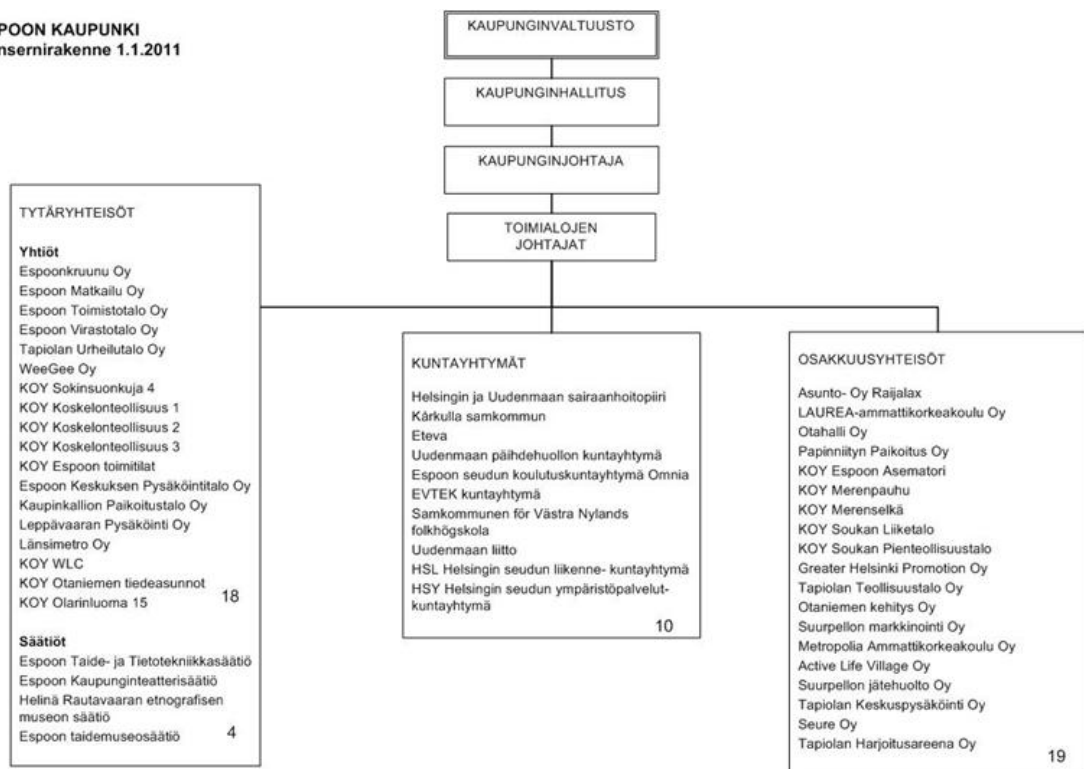 POON KAUPUNKI
nsernirakenne 1.1.2011
KAUPUNGINVALTUUSTO
KAUPUNGINHALLITUS
KAUPUNGINJOHTAJA
TOIMIALOJEN
JOHTAJAT
TYTÄRYHTEISÖT
Yhtiöt
Espoonkruunu Oy
Espoon Matkailu Oy
Espoon Toimistotalo Oy
Espoon Virastotalo Oy
Tapiolan Urheilutalo Oy
WeeGee Oy
KOY Sokinsuonkuja 4
KOY Koskelonteollisuus 1
KOY Koskelonteollisuus 2
KOY Koskelonteollisuus 3
KOY Espoon toimitilat
Espoon Keskuksen Pysäköintitalo Oy
Kaupinkallion Paikoitustalo Oy
Leppävaaran Pysäköinti Oy
Länsimetro Oy
KOY WLC
KOY Otaniemen tiedeasunnot
KOY Olarinluoma 15
18
Säätiöt
Espoon Taide- ja Tietotekniikkasäätiö
Espoon Kaupunginteatterisäätiö
Helinä Rautavaaran etnografisen
museon säätiö
Espoon taidemuseosäätiö
4
KUNTAYHTYMÄT
Helsingin ja Uudenmaan sairaanhoitopiiri
Kårkulla samkommun
Eteva
Uudenmaan päihdehuollon kuntayhtymä
Espoon seudun koulutuskuntayhtymä Omnia
EVTEK kuntayhtymä
Samkommunen för Västra Nylands
folkhögskola
Uudenmaan liitto
HSL Helsingin seudun liikenne- kuntayhtymä
HSY Helsingin seudun ympäristöpalvelut-
kuntayhtymä
10
OSAKKUUSYHTEISÖT
Asunto- Oy Raijalax
LAUREA-ammattikorkeakoulu Oy
Otahalli Oy
Papinniityn Paikoitus Oy
KOY Espoon Asematori
KOY Merenpauhu
KOY Merenselkä
KOY Soukan Liiketalo
KOY Soukan Pienteollisuustalo
Greater Helsinki Promotion Oy
Tapiolan Teollisuustalo Oy
Otaniemen kehitys Oy
Suurpellon markkinointi Oy
Metropolia Ammattikorkeakoulu Oy
Active Life Village Oy
Suurpellon jätehuolto Oy
Tapiolan Keskuspysäköinti Oy
Seure Oy
Tapiolan Harjoitusareena Oy
19